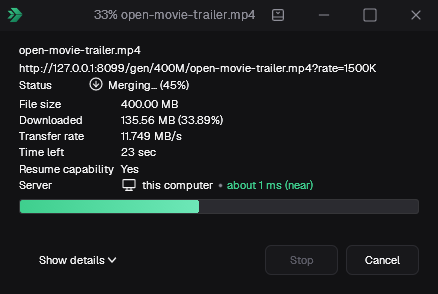 33% open-movie-trailer.mp4
open-movie-trailer.mp4
http://127.0.0.1:8099/gen/400M/open-movie-trailer.mp4?rate=1500K
Status Merging... (45%)
File size 400.00 MB
Downloaded 135.56 MB (33.89%)
Transfer rate 11.749 MB/s
Time left 23 sec
Resume capability Yes
Server this computer • about 1 ms (near)
Show details Stop Cancel